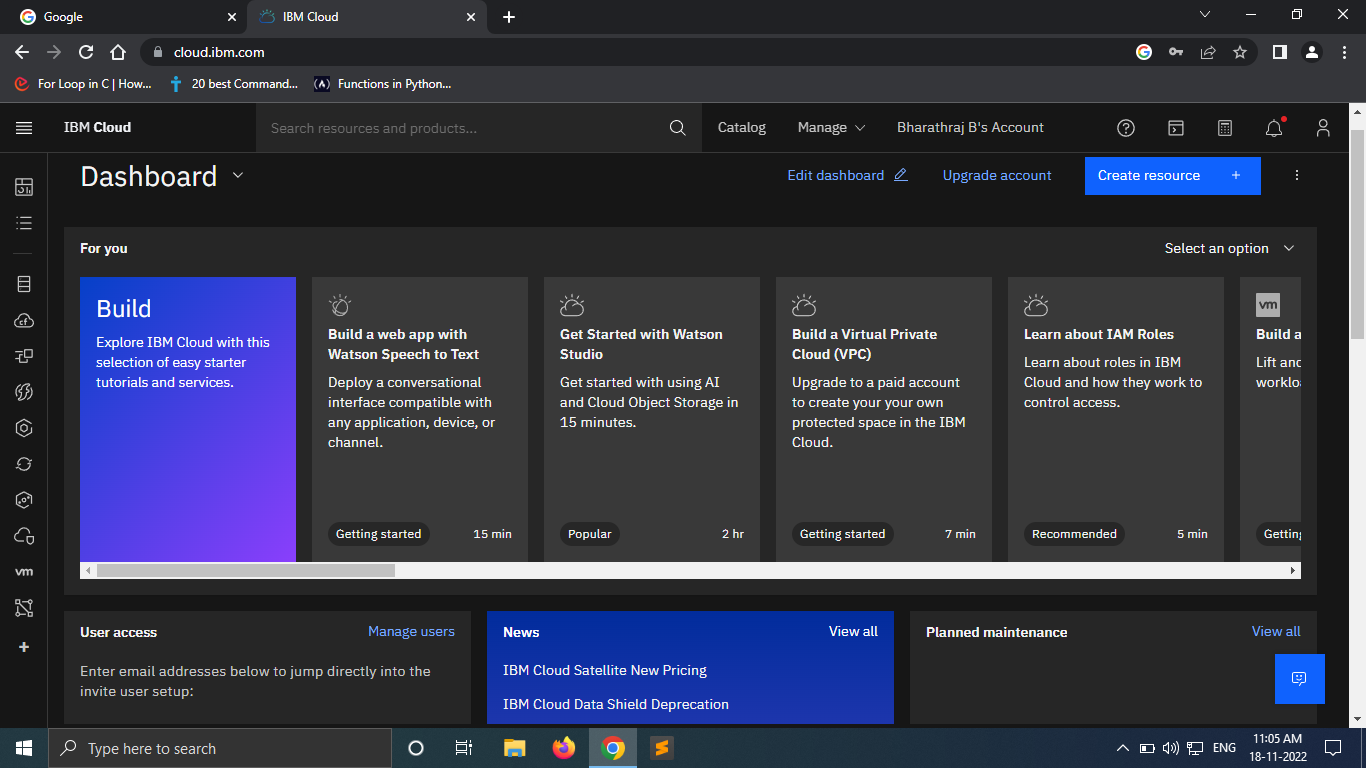 Google
IBM Cloud
cloud.ibm.com
For Loop in C | How...
20 best Command...
(A)
Functions in Python...
IBM Cloud
Search resources and products...
Catalog
Manage
Bharathraj B's Account
Dashboard
Edit dashboard
Upgrade account
Create resource +
For you
Select an option
Build
Explore IBM Cloud with this
selection of easy starter
tutorials and services.
Build a web app with
Watson Speech to Text
Deploy a conversational
interface compatible with
any application, device, or
channel.
Getting started
15 min
Get Started with Watson
Studio
Get started with using AI
and Cloud Object Storage in
15 minutes.
Popular
2 hr
Build a Virtual Private
Cloud (VPC)
Upgrade to a paid account
to create your your own
protected space in the IBM
Cloud.
Getting started
7 min
Learn about IAM Roles
Learn about roles in IBM
Cloud and how they work to
control access.
Recommended
5 min
vm
Build a
Lift and
worklo
Getting
cf
vm
User access
Manage users
Enter email addresses below to jump directly into the
invite user setup:
News
View all
IBM Cloud Satellite New Pricing
IBM Cloud Data Shield Deprecation
Planned maintenance
View all
Type here to search
ENG
11:05 AM
18-11-2022